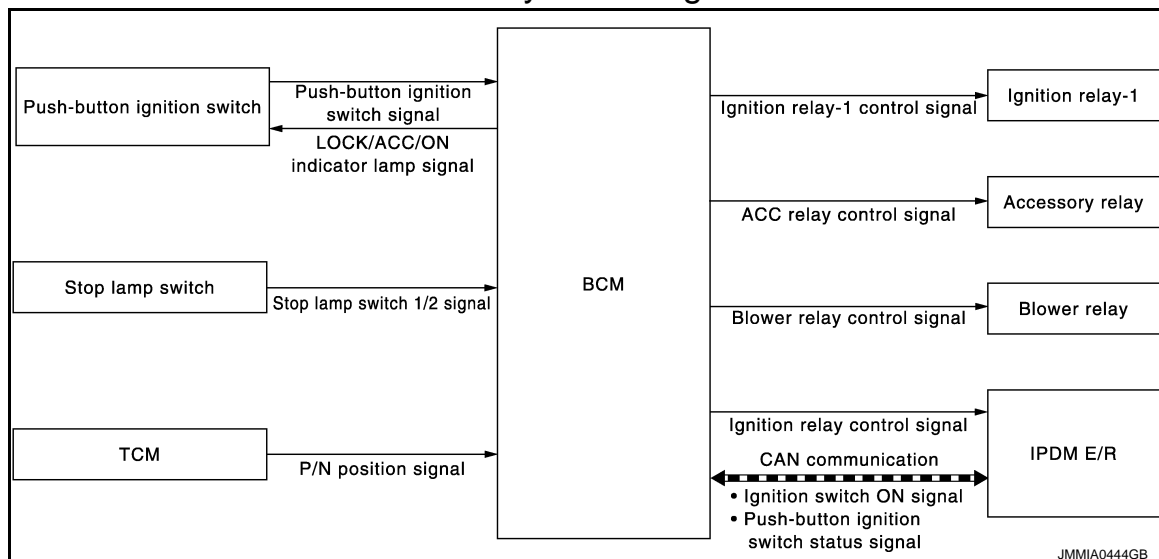 Push-button ignition switch
Push-button ignition
switch signal
LOCK/ACC/ON
indicator lamp signal
Stop lamp switch
Stop lamp switch 1/2 signal
TCM
P/N position signal
BCM
Ignition relay-1 control signal
Ignition relay-1
ACC relay control signal
Accessory relay
Blower relay control signal
Blower relay
Ignition relay control signal
CAN communication
• Ignition switch ON signal
• Push-button ignition
switch status signal
IPDM E/R
JMMIA0444GB